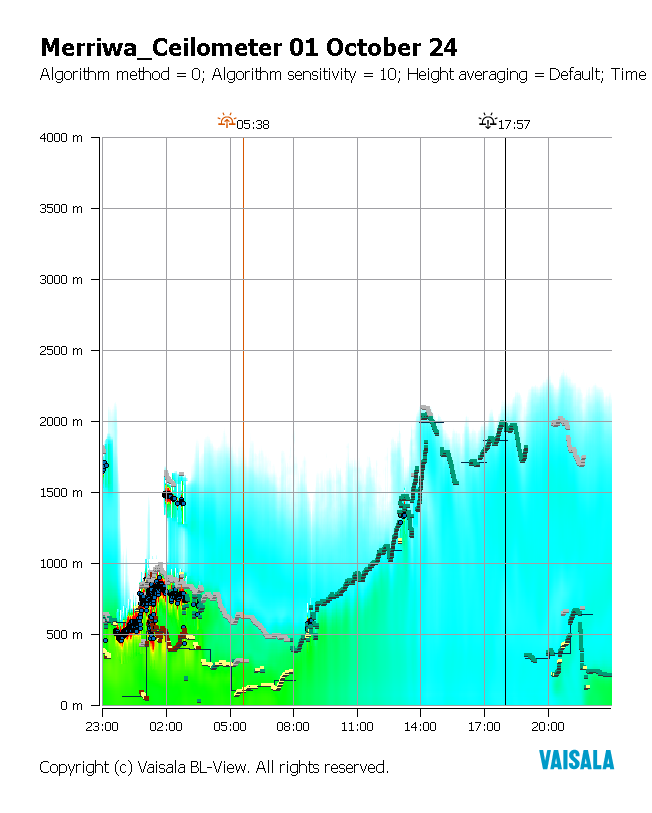 Merriwa_Ceilometer 01 October 24
Algorithm method = 0; Algorithm sensitivity = 10; Height averaging = Default; Time
05:38
17:57
4000 m
3500 m
3000 m
2500 m
2000 m
1500 m
1000 m
500 m
0 m
23:00 02:00 05:00 08:00 11:00 14:00 17:00 20:00
VAISALA
Copyright (c) Vaisala BL-View. All rights reserved.